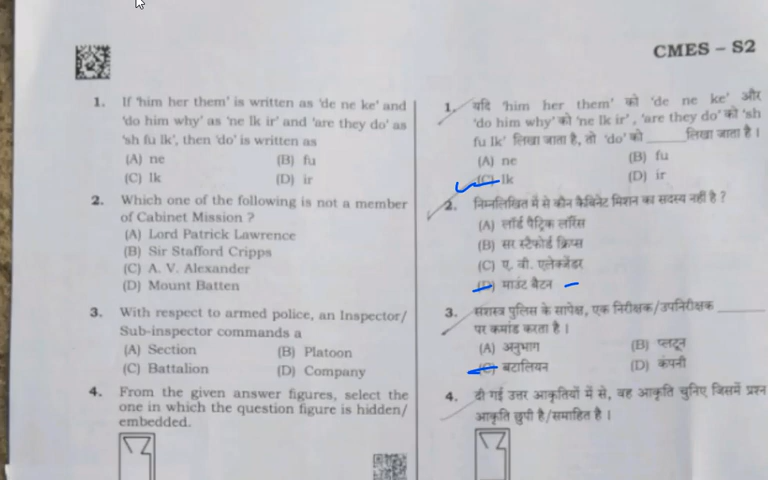 CMES – S2
1. If 'him her them' is written as 'de ne ke' and
'do him why' as 'ne lk ir' and 'are they do' as
'sh fu lk', then 'do' is written as
(A) ne (B) fu
(C) lk (D) ir
2. Which one of the following is not a member
of Cabinet Mission ?
(A) Lord Patrick Lawrence
(B) Sir Stafford Cripps
(C) A. V. Alexander
(D) Mount Batten
3. With respect to armed police, an Inspector/
Sub-inspector commands a
(A) Section (B) Platoon
(C) Battalion (D) Company
4. From the given answer figures, select the
one in which the question figure is hidden/
embedded.
1. यदि 'him her them' को 'de ne ke' और
'do him why' को 'ne lk ir' , 'are they do' को 'sh
fu lk' लिखा जाता है, तो 'do' को ______ लिखा जाता है ।
(A) ne (B) fu
(C) lk (D) ir
2. निम्नलिखित में से कौन कैबिनेट मिशन का सदस्य नहीं है ?
(A) लॉर्ड पैट्रिक लॉरेंस
(B) सर स्टैफोर्ड क्रिप्स
(C) ए. वी. एलेक्जेंडर
(D) माउंट बैटन
3. सशस्त्र पुलिस के सापेक्ष, एक निरीक्षक/उपनिरीक्षक ______
पर कमांड करता है ।
(A) अनुभाग (B) प्लाटून
(C) बटालियन (D) कंपनी
4. दी गई उत्तर आकृतियों में से, वह आकृति चुनिए जिसमें प्रश्न
आकृति छुपी है/समाहित है ।